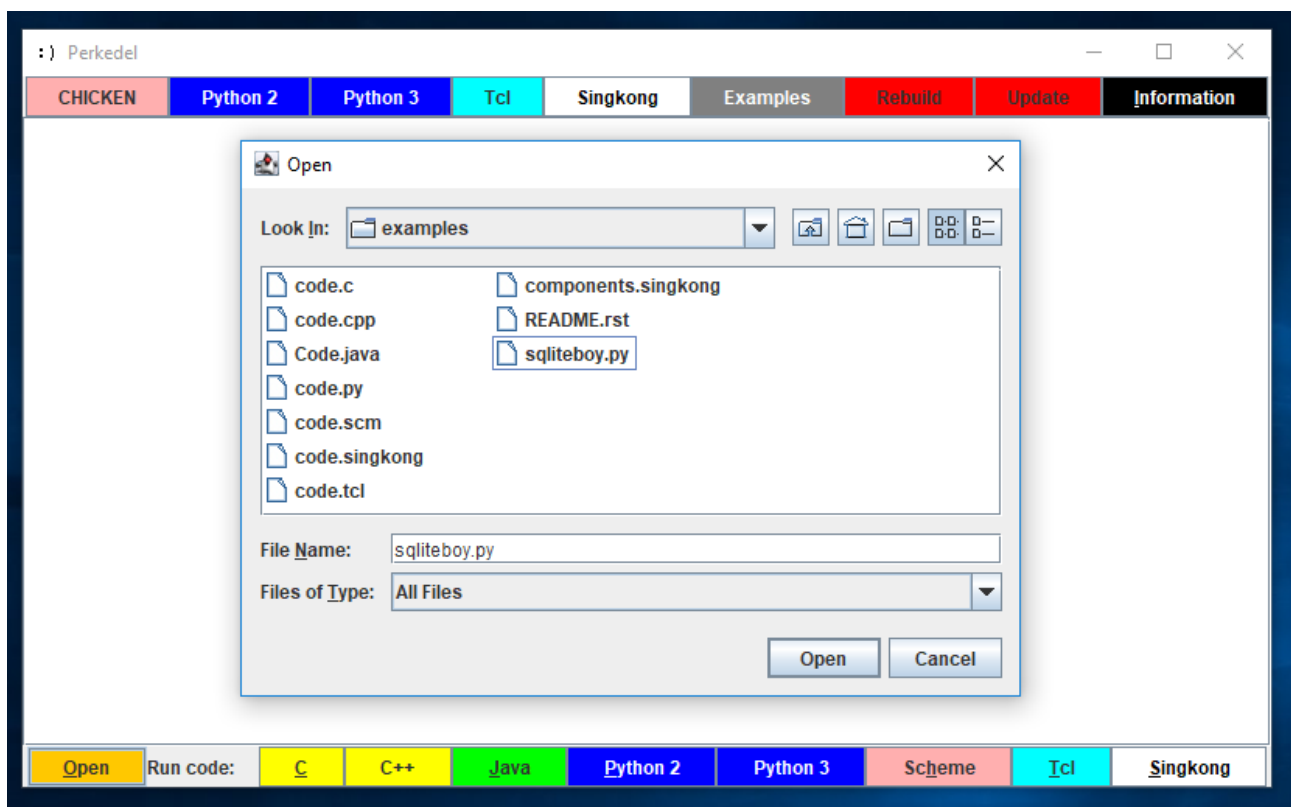 :) Perkedel
CHICKEN Python 2 Python 3 Tcl Singkong Examples Rebuild Update Information
Open
Look In: examples
code.c components.singkong
code.cpp README.rst
Code.java sqliteboy.py
code.py
code.scm
code.singkong
code.tcl
File Name: sqliteboy.py
Files of Type: All Files
Open Cancel
Open Run code: C C++ Java Python 2 Python 3 Scheme Tcl Singkong